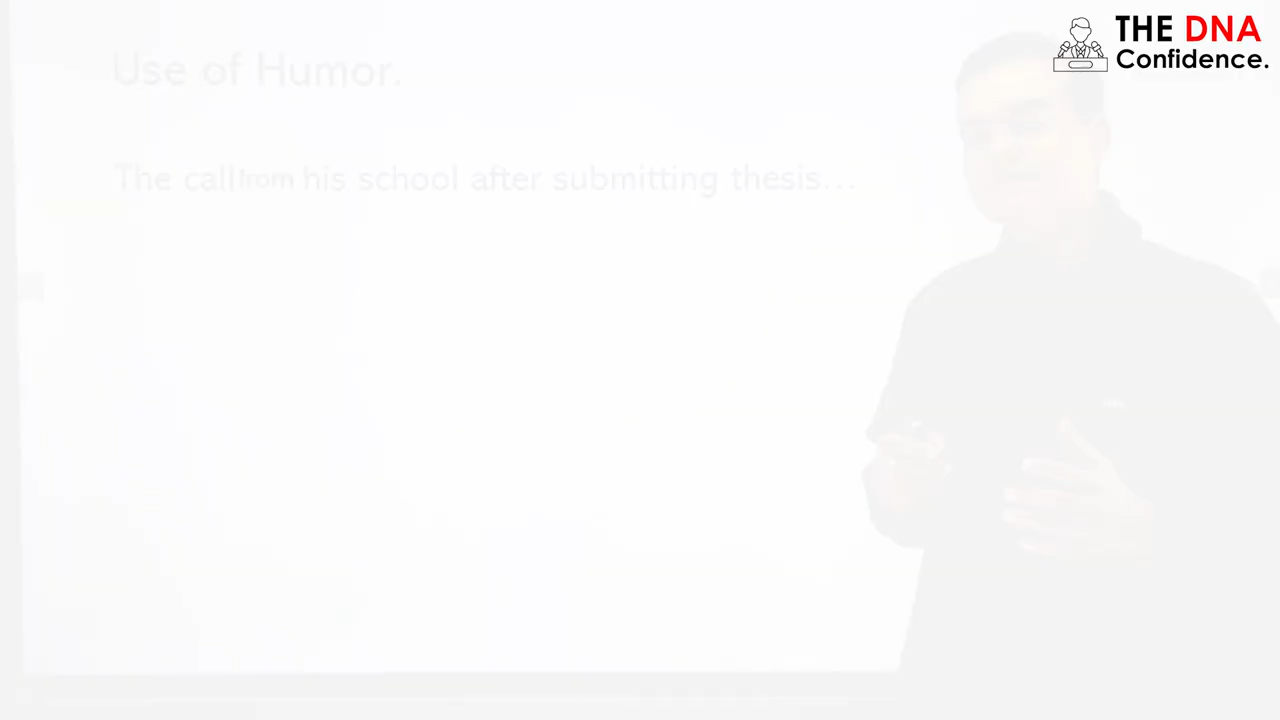 THE DNA
Confidence.
Use of Humor.
The call from his school after submitting thesis...